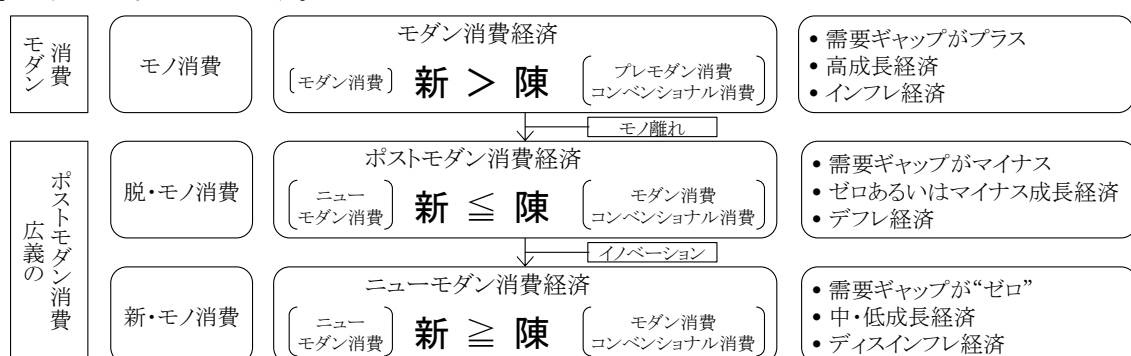 モダン消費
モノ消費
モダン消費経済
モダン消費
新 > 陳
プレモダン消費
コンベンショナル消費
• 需要ギャップがプラス
• 高成長経済
• インフレ経済
モノ離れ
広義の
ポストモダン消費
脱・モノ消費
ポストモダン消費経済
ニュー
モダン消費
新 ≦ 陳
モダン消費
コンベンショナル消費
• 需要ギャップがマイナス
• ゼロあるいはマイナス成長経済
• デフレ経済
イノベーション
新・モノ消費
ニューモダン消費経済
ニュー
モダン消費
新 ≧ 陳
モダン消費
コンベンショナル消費
• 需要ギャップが“ゼロ”
• 中・低成長経済
• ディスインフレ経済